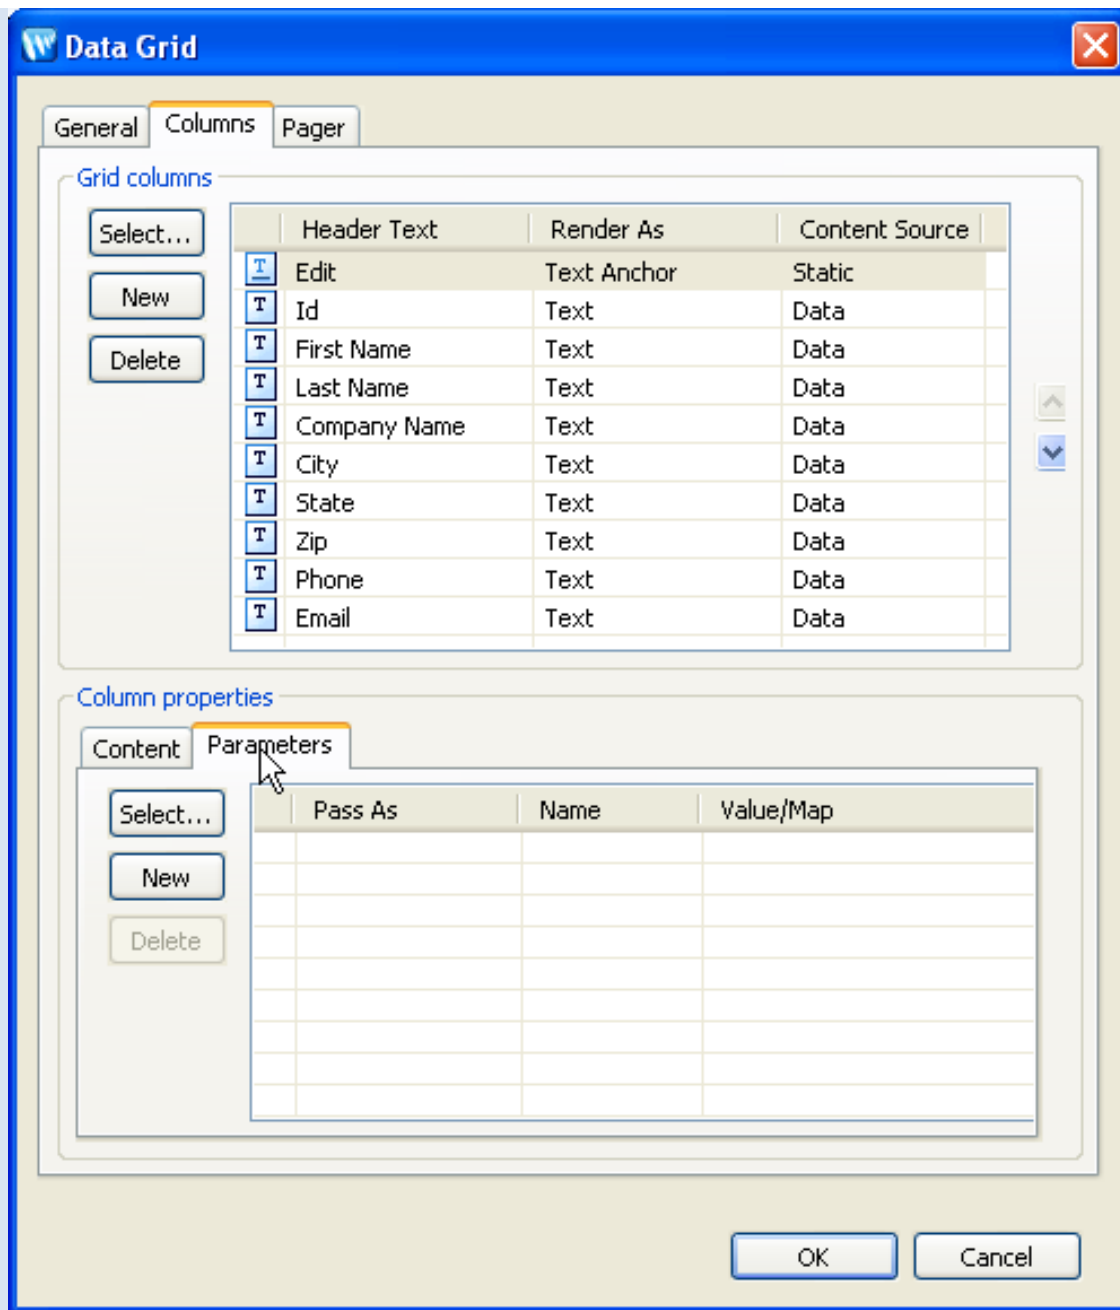 Data Grid
General Columns Pager
Grid columns
Select...
New
Delete
Header Text Render As Content Source
T Edit Text Anchor Static
T Id Text Data
T First Name Text Data
T Last Name Text Data
T Company Name Text Data
T City Text Data
T State Text Data
T Zip Text Data
T Phone Text Data
T Email Text Data
Column properties
Content Parameters
Select...
New
Delete
Pass As Name Value/Map
OK Cancel